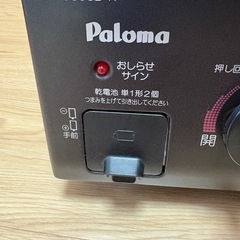 Paloma
おしらせ
サイン
押し回
乾電池 単1形2個
つまみを上げて引き出してください
手前
開